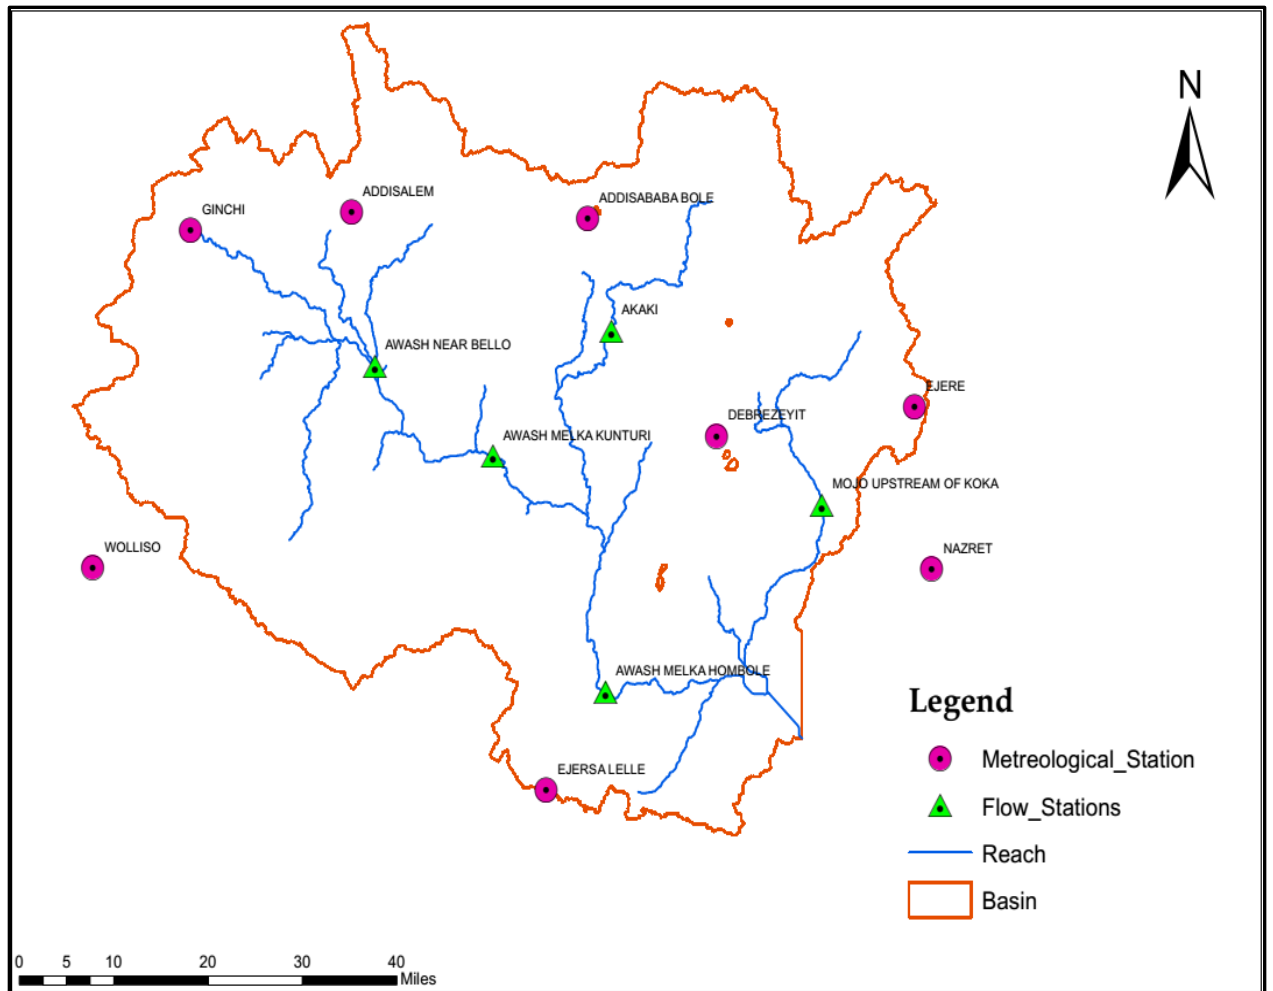 N
ADDISALEM
ADDISABABA BOLE
GINCHI
AKAKI
AWASH NEAR BELLO
EJERE
DEBREZEYIT
AWASH MELKA KUNTURI
MOJO UPSTREAM OF KOKA
WOLLISO
NAZRET
AWASH MELKA HOMBOLE
EJERSA LELLE
Legend
Metreological_Station
Flow_Stations
Reach
Basin
0 5 10 20 30 40
Miles